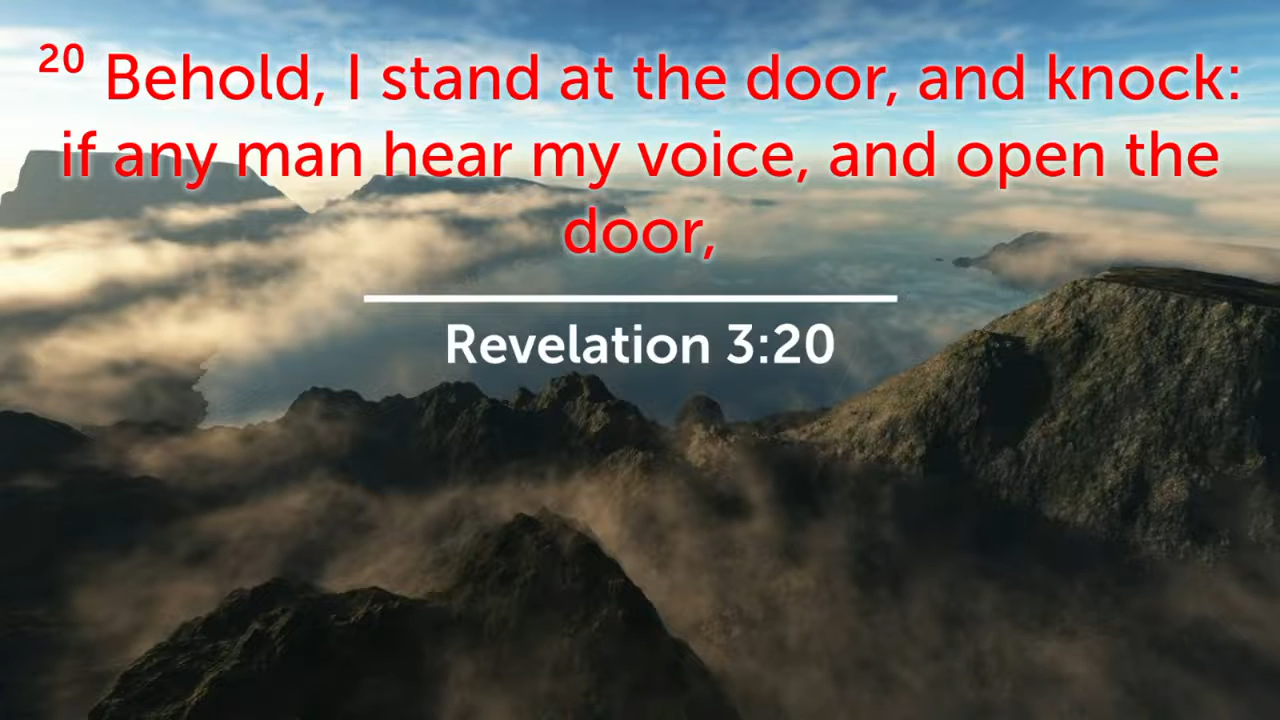 20 Behold, I stand at the door, and knock:
if any man hear my voice, and open the
door,
Revelation 3:20